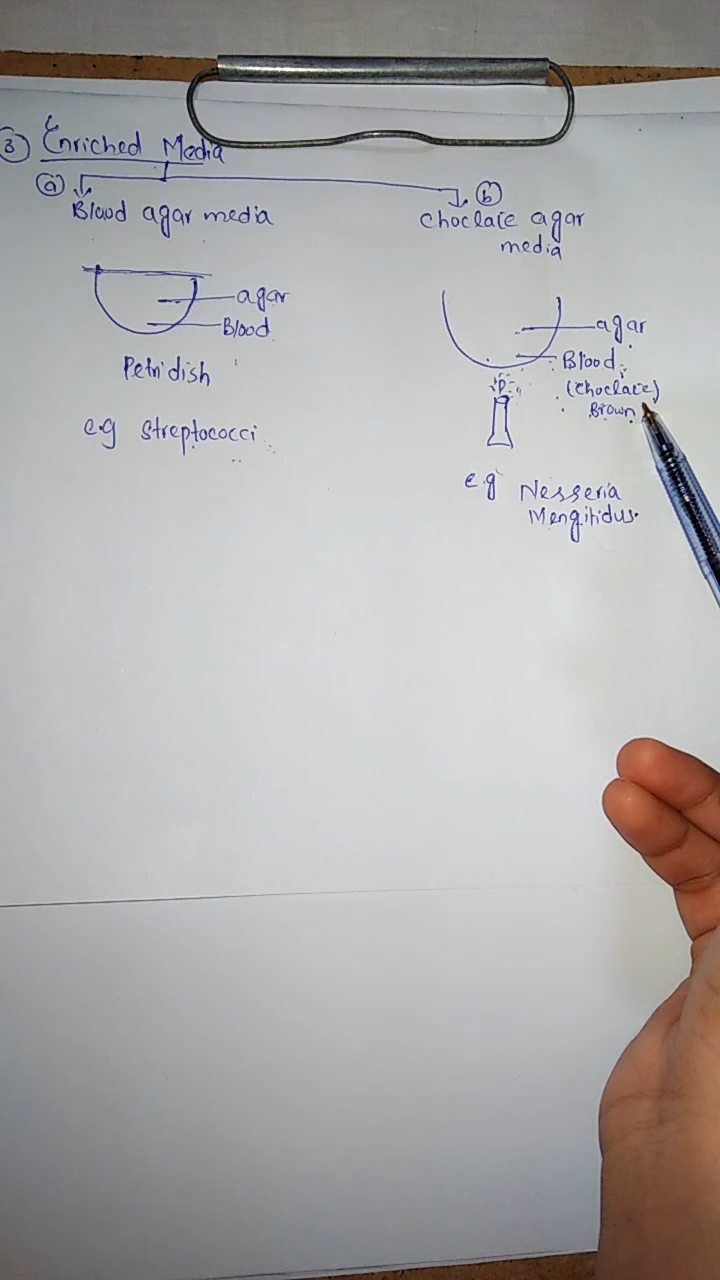 ③ Enriched Media
ⓐ
Blood agar media
agar
Blood
Petridish
e.g Streptococci
ⓑ
Choclate agar
media
agar
Blood
(Choclate)
Brown
e.g Nesseria
Mengitidus.